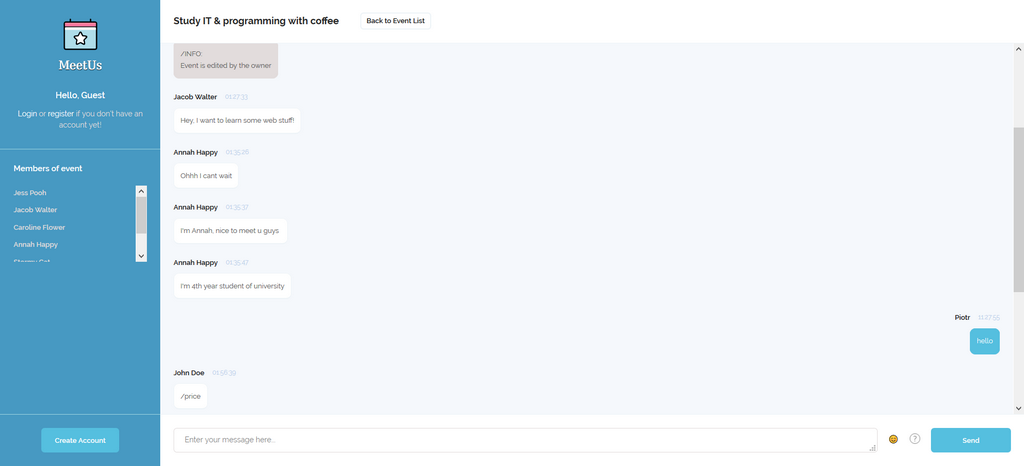 MeetUs
Hello, Guest
Login or register if you don't have an
account yet!
Members of event
Jess Pooh
Jacob Walter
Caroline Flower
Annah Happy
Create Account
Study IT & programming with coffee
Back to Event List
/INFO:
Event is edited by the owner
Jacob Walter 01:27:33
Hey, I want to learn some web stuff!
Annah Happy 01:35:26
Ohhh I cant wait
Annah Happy 01:35:37
I'm Annah, nice to meet u guys
Annah Happy 01:35:47
I'm 4th year student of university
Piotr 01:27:55
hello
John Doe 01:56:39
/price
Enter your message here...
?
Send